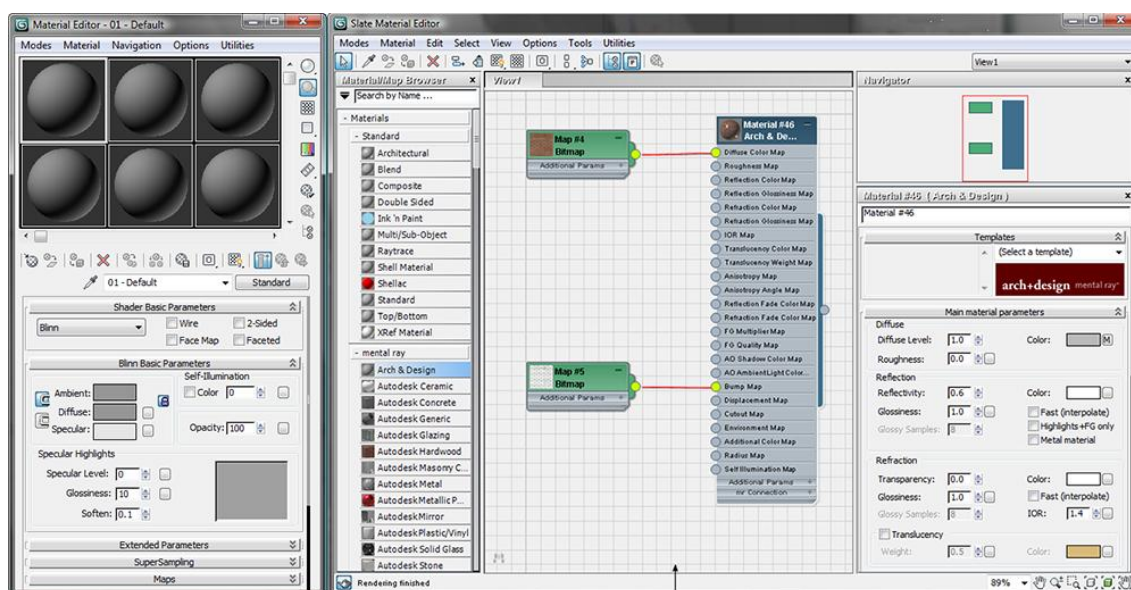 Material Editor - 01 - Default
Modes Material Navigation Options Utilities
01 - Default Standard
Shader Basic Parameters
Blinn Wire 2-Sided
Face Map Faceted
Blinn Basic Parameters
Self-Illumination
Ambient: Color 0
Diffuse:
Specular: Opacity: 100
Specular Highlights
Specular Level: 0
Glossiness: 10
Soften: 0.1
Extended Parameters
SuperSampling
Maps
Slate Material Editor
Modes Material Edit Select View Options Tools Utilities
View1
Material/Map Browser
Search by Name ...
- Materials
- Standard
Architectural
Blend
Composite
Double Sided
Ink 'n Paint
Multi/Sub-Object
Raytrace
Shell Material
Shellac
Standard
Top/Bottom
XRef Material
- mental ray
Arch & Design
Autodesk Ceramic
Autodesk Concrete
Autodesk Generic
Autodesk Glazing
Autodesk Hardwood
Autodesk Masonry C...
Autodesk Metal
Autodesk Metallic P...
Autodesk Mirror
Autodesk Plastic/Vinyl
Autodesk Solid Glass
Autodesk Stone
Rendering finished
View1
Map #4
Bitmap
Additional Params +
Map #5
Bitmap
Additional Params +
Material #46
Arch & De...
Diffuse Color Map
Roughness Map
Reflection Color Map
Reflection Glossiness Map
Refraction Color Map
Refraction Glossiness Map
IOR Map
Translucency Color Map
Translucency Weight Map
Anisotropy Map
Anisotropy Angle Map
Reflection Fade Color Map
Refraction Fade Color Map
FG Multiplier Map
FG Quality Map
AO Shadow Color Map
AO Ambient Light Color...
Bump Map
Displacement Map
Cutout Map
Environment Map
Additional Color Map
Radius Map
Self Illumination Map
Additional Params +
mr Connection +
Navigator
Material #46 ( Arch & Design )
Material #46
Templates
(Select a template)
arch+design mental ray
Main material parameters
Diffuse
Diffuse Level: 1.0 Color: M
Roughness: 0.0
Reflection
Reflectivity: 0.6 Color:
Glossiness: 1.0 Fast (interpolate)
Glossy Samples: 8 Highlights+FG only
Metal material
Refraction
Transparency: 0.0 Color:
Glossiness: 1.0 Fast (interpolate)
Glossy Samples: 8 IOR: 1.4
Translucency
Weight: 0.5 Color:
89%